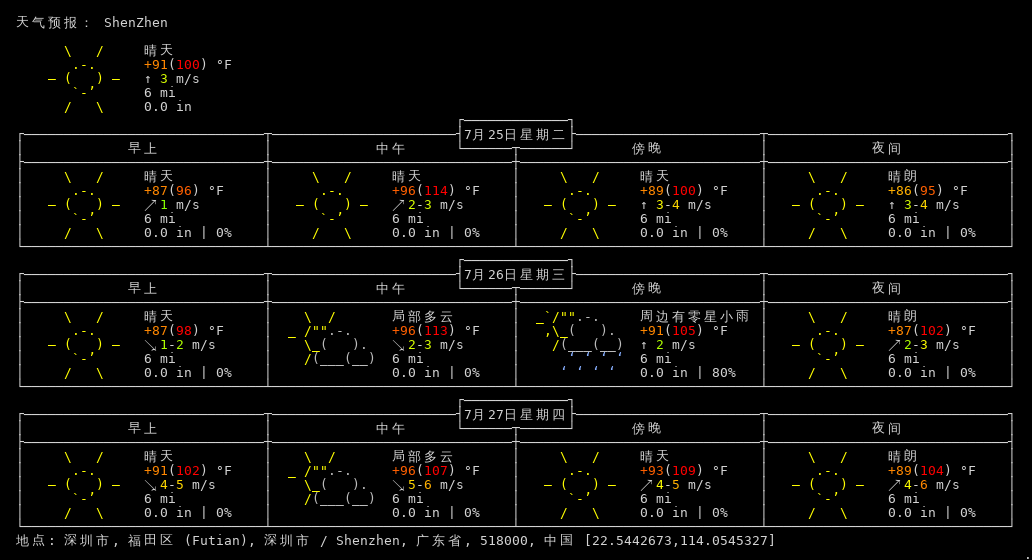 天气预报： ShenZhen
晴天
+91(100) °F
↑ 3 m/s
6 mi
0.0 in
7月25日星期二
早上 中午 傍晚 夜间
晴天 晴天 晴天 晴朗
+87(96) °F +96(114) °F +89(100) °F +86(95) °F
↗ 1 m/s ↗ 2-3 m/s ↑ 3-4 m/s ↑ 3-4 m/s
6 mi 6 mi 6 mi 6 mi
0.0 in | 0% 0.0 in | 0% 0.0 in | 0% 0.0 in | 0%
7月26日星期三
早上 中午 傍晚 夜间
晴天 局部多云 周边有零星小雨 晴朗
+87(98) °F +96(113) °F +91(105) °F +87(102) °F
↘ 1-2 m/s ↘ 2-3 m/s ↑ 2 m/s ↗ 2-3 m/s
6 mi 6 mi 6 mi 6 mi
0.0 in | 0% 0.0 in | 0% 0.0 in | 80% 0.0 in | 0%
7月27日星期四
早上 中午 傍晚 夜间
晴天 局部多云 晴天 晴朗
+91(102) °F +96(107) °F +93(109) °F +89(104) °F
↘ 4-5 m/s ↘ 5-6 m/s ↗ 4-5 m/s ↗ 4-6 m/s
6 mi 6 mi 6 mi 6 mi
0.0 in | 0% 0.0 in | 0% 0.0 in | 0% 0.0 in | 0%
地点: 深圳市, 福田区 (Futian), 深圳市 / Shenzhen, 广东省, 518000, 中国 [22.5442673,114.0545327]